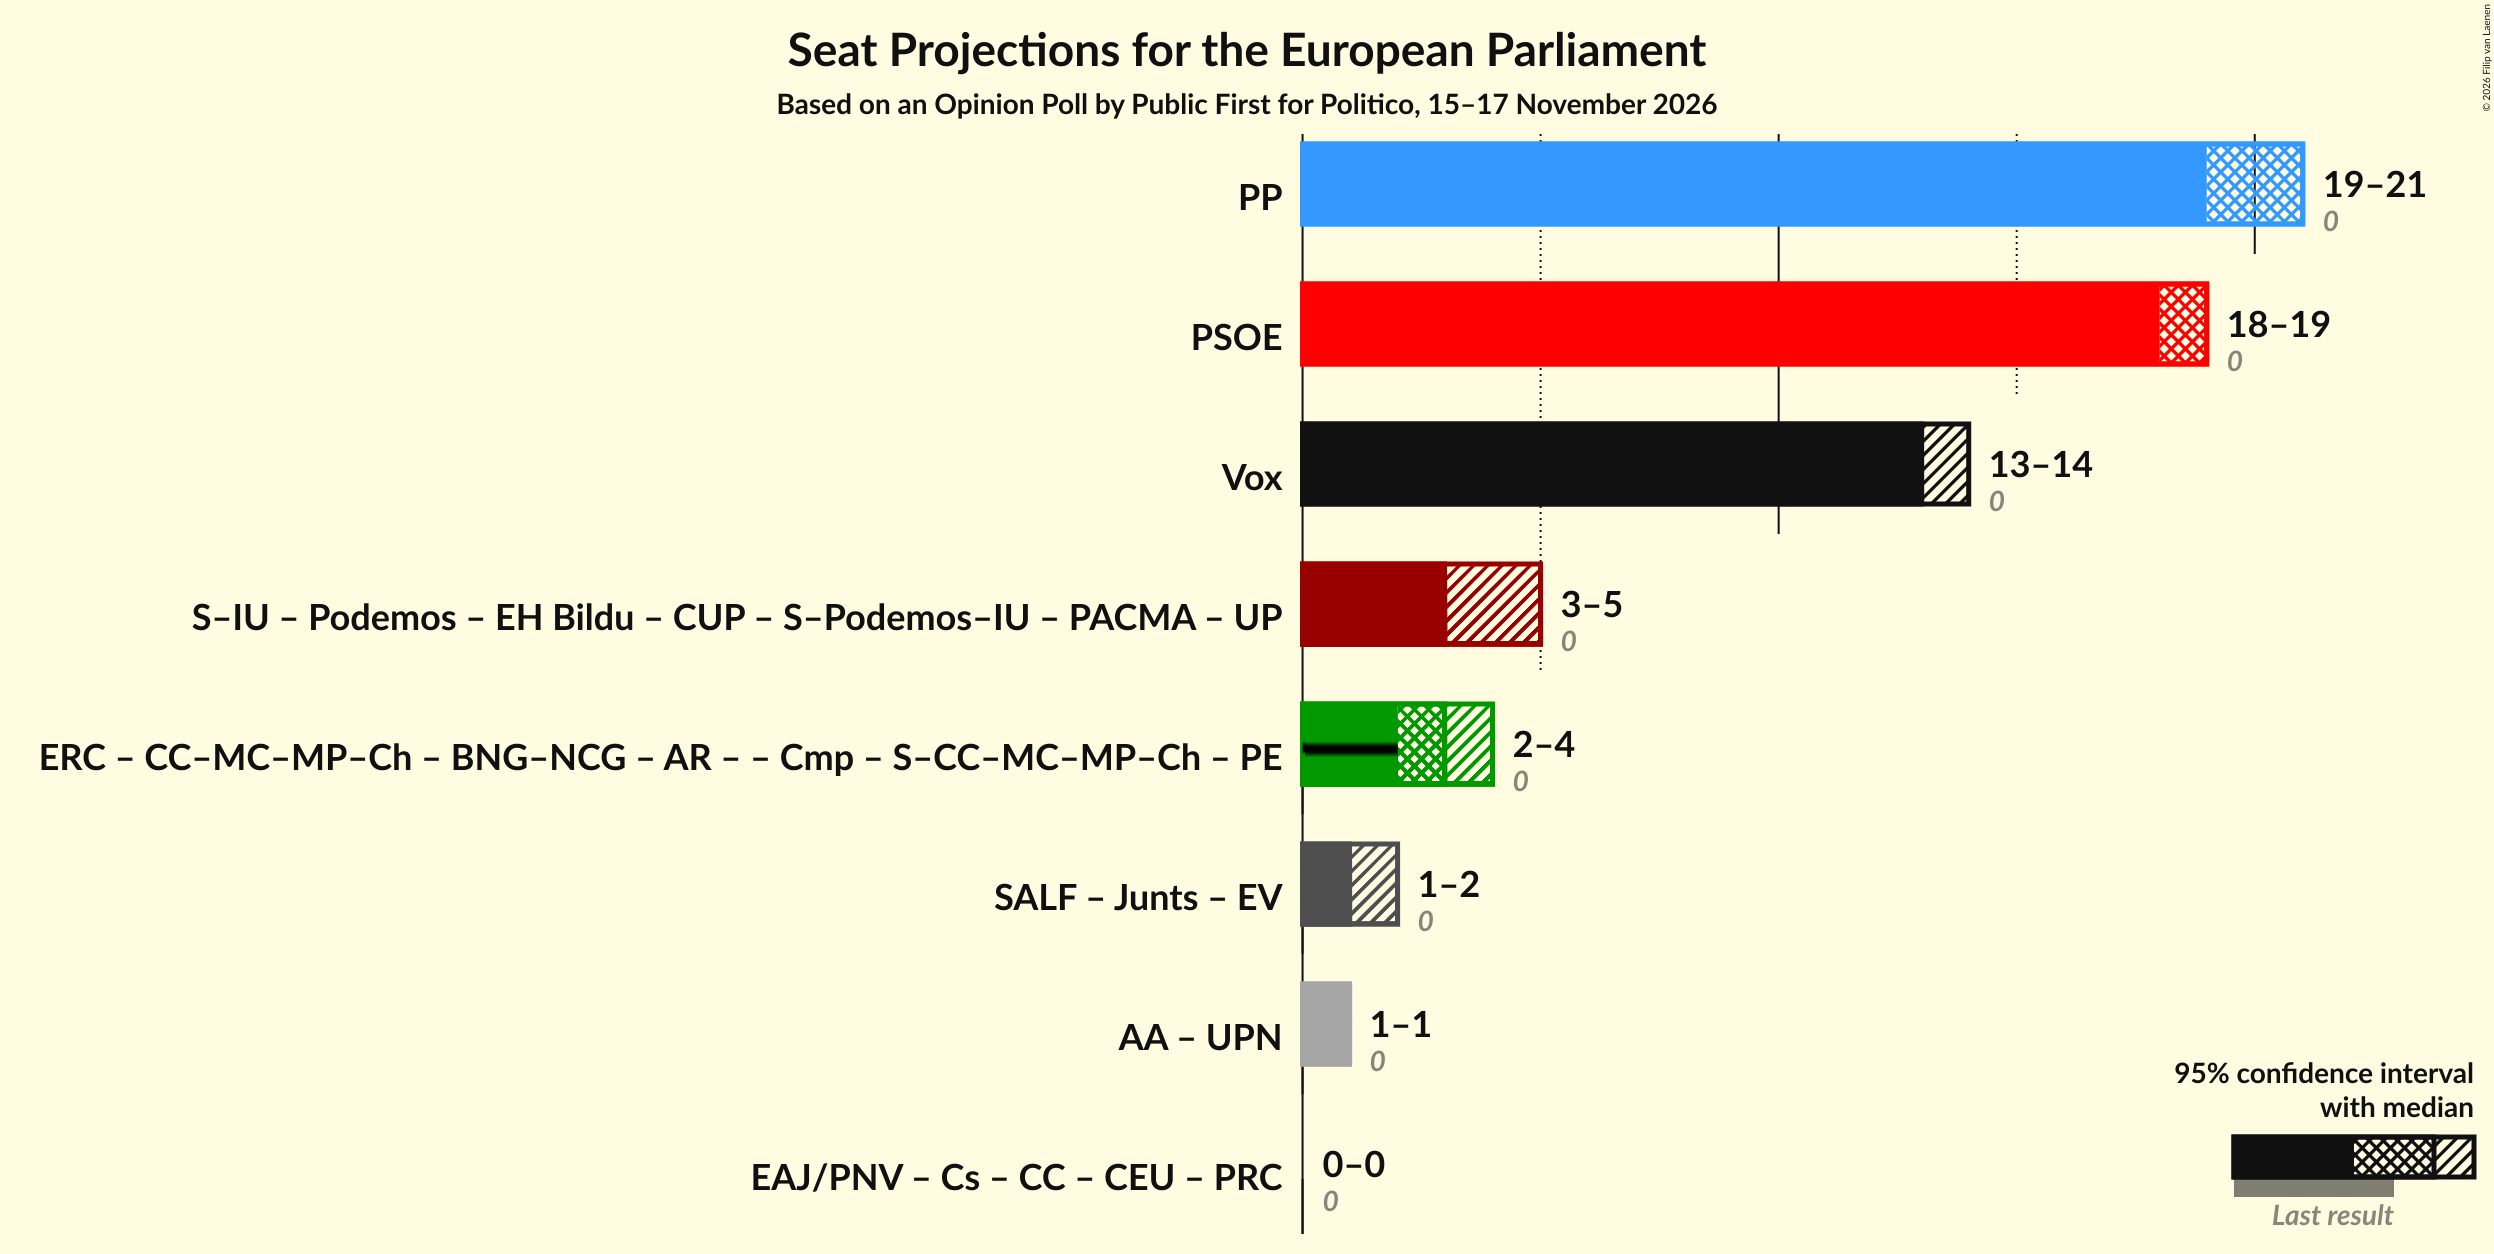 Seat Projections for the European Parliament
Based on an Opinion Poll by Public First for Politico, 15–17 November 2026
© 2026 Filip van Laenen
PP
19–21
0
PSOE
18–19
0
Vox
13–14
0
S–IU – Podemos – EH Bildu – CUP – S–Podemos–IU – PACMA – UP
3–5
0
ERC – CC–MC–MP–Ch – BNG–NCG – AR – – Cmp – S–CC–MC–MP–Ch – PE
2–4
0
SALF – Junts – EV
1–2
0
AA – UPN
1–1
0
EAJ/PNV – Cs – CC – CEU – PRC
0–0
0
95% confidence interval
with median
Last result